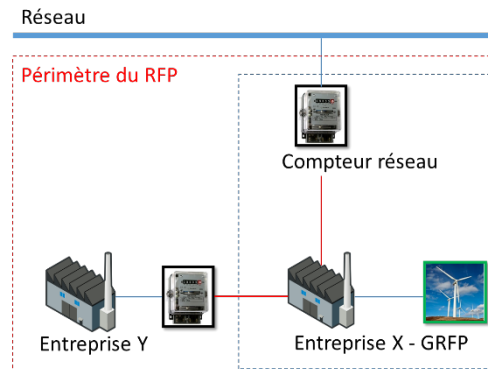 Réseau
Périmètre du RFP
Compteur réseau
Entreprise Y
Entreprise X - GRFP